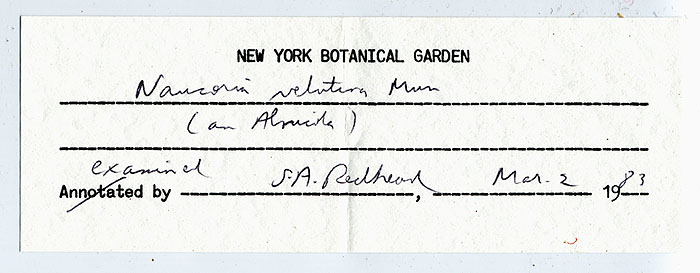 NEW YORK BOTANICAL GARDEN
Naucoria velutina Murr
(an Alnicola)
examined
Annotated by S.A. Redhead, Mar. 2 1983